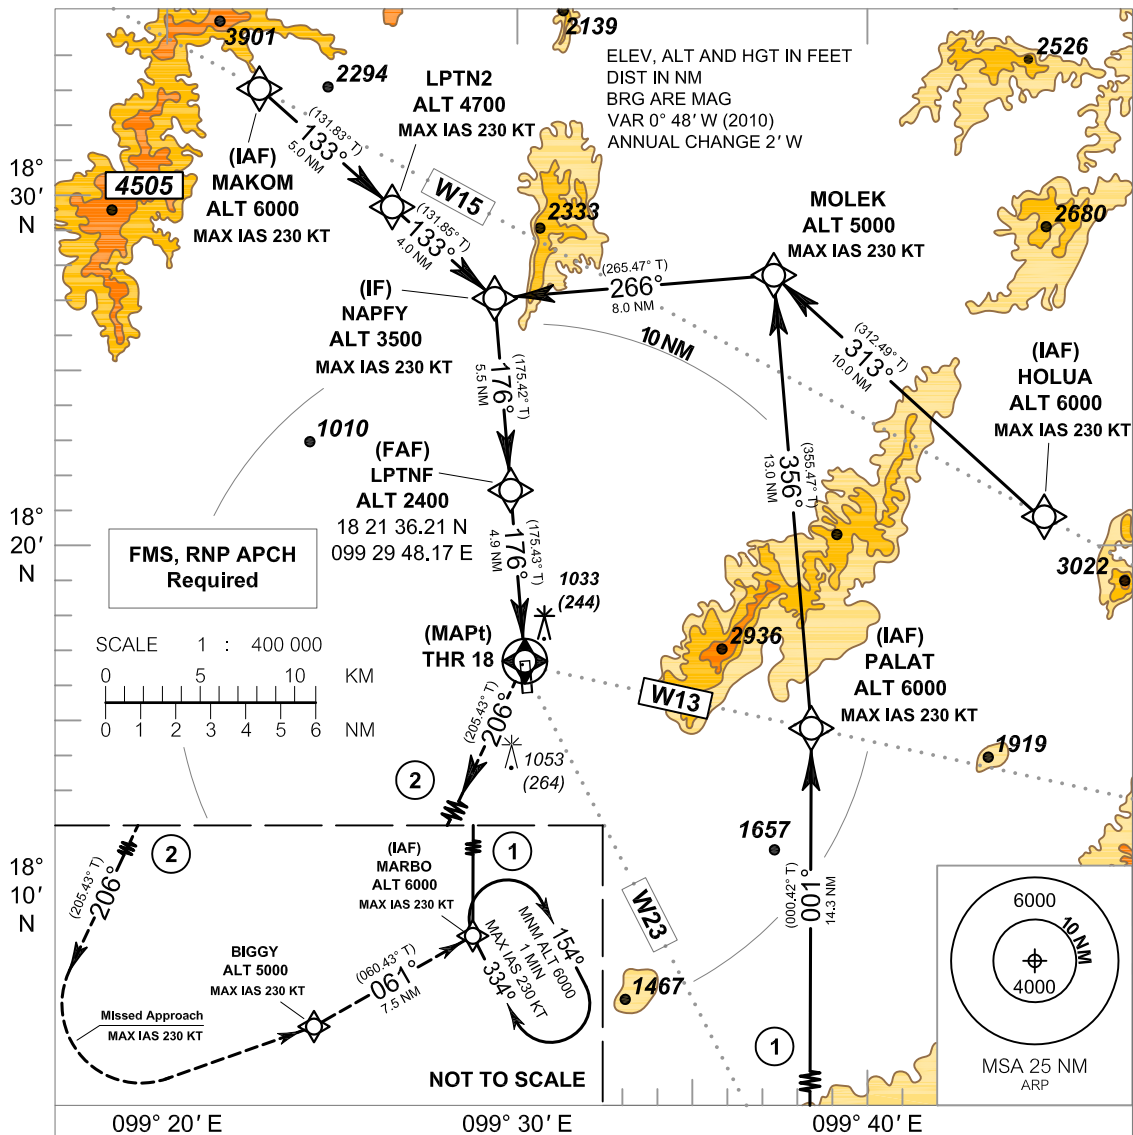 3901
2139
2294
ELEV, ALT AND HGT IN FEET
DIST IN NM
BRG ARE MAG
VAR 0° 48′ W (2010)
ANNUAL CHANGE 2′ W
2526
LPTN2
ALT 4700
MAX IAS 230 KT
(131.83° T)
133°
5.0 NM
(IAF)
MAKOM
ALT 6000
MAX IAS 230 KT
18°
30′
N
4505
W15
2333
MOLEK
ALT 5000
MAX IAS 230 KT
2680
(131.85° T)
133°
4.0 NM
(265.47° T)
266°
8.0 NM
(IF)
NAPFY
ALT 3500
MAX IAS 230 KT
10 NM
(312.49° T)
313°
10.0 NM
(IAF)
HOLUA
ALT 6000
MAX IAS 230 KT
(175.42° T)
176°
5.5 NM
1010
(FAF)
LPTNF
ALT 2400
18 21 36.21 N
099 29 48.17 E
(355.47° T)
356°
13.0 NM
18°
20′
N
FMS, RNP APCH
Required
(175.43° T)
176°
4.9 NM
3022
1033
(244)
SCALE 1 : 400 000
0 5 10 KM
0 1 2 3 4 5 6 NM
(MAPt)
THR 18
2936
(IAF)
PALAT
ALT 6000
MAX IAS 230 KT
W13
(205.43° T)
206°
1053
(264)
1919
2
1657
18°
10′
N
2
(205.43° T)
206°
(IAF)
MARBO
ALT 6000
MAX IAS 230 KT
1
154°
MNM ALT 6000
1 MIN
MAX IAS 230 KT
334°
W23
(000.42° T)
001°
14.3 NM
BIGGY
ALT 5000
MAX IAS 230 KT
(060.43° T)
061°
7.5 NM
1467
Missed Approach
MAX IAS 230 KT
NOT TO SCALE
1
6000
10 NM
4000
MSA 25 NM
ARP
099° 20′ E
099° 30′ E
099° 40′ E